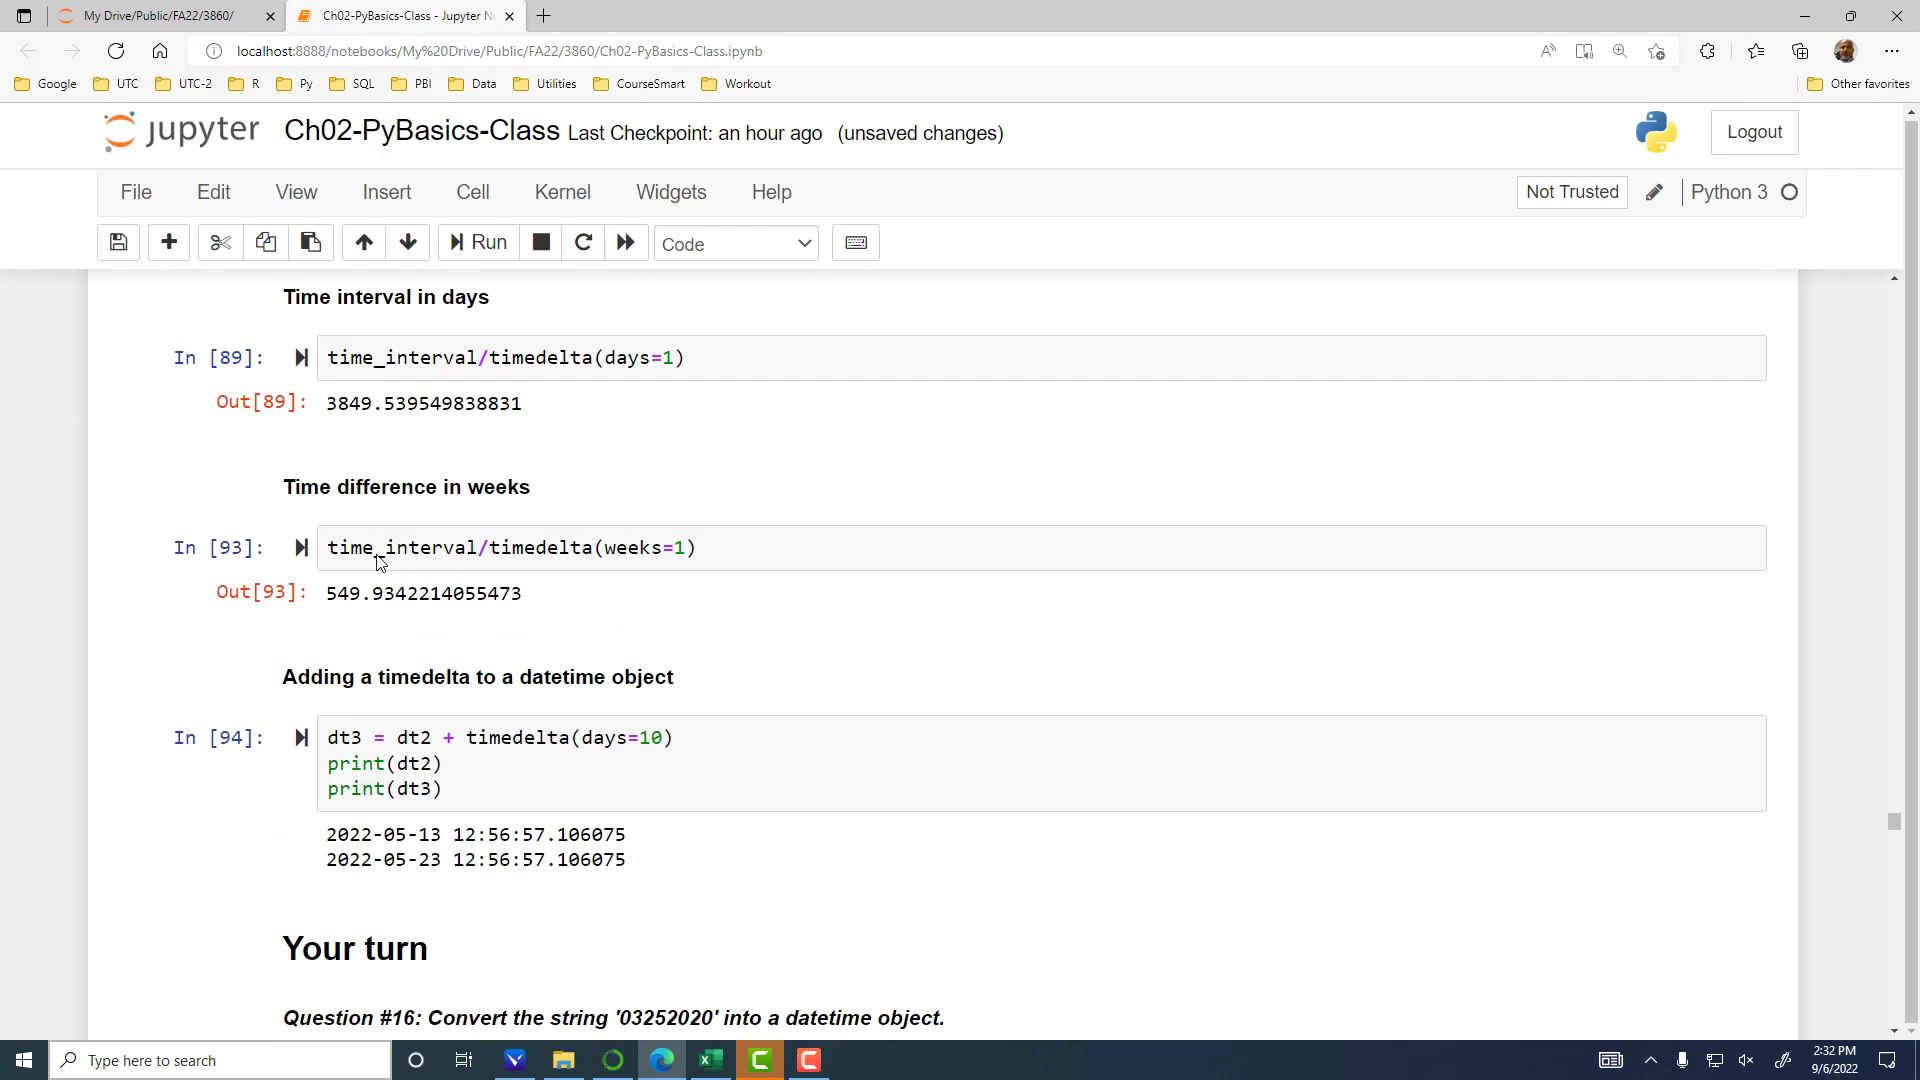 My Drive/Public/FA22/3860/
Ch02-PyBasics-Class - Jupyter N
localhost:8888/notebooks/My%20Drive/Public/FA22/3860/Ch02-PyBasics-Class.ipynb
Google UTC UTC-2 R Py SQL PBI Data Utilities CourseSmart Workout Other favorites
jupyter Ch02-PyBasics-Class Last Checkpoint: an hour ago (unsaved changes) Logout
File Edit View Insert Cell Kernel Widgets Help Not Trusted Python 3
Run Code
Time interval in days
In [89]: time_interval/timedelta(days=1)
Out[89]: 3849.539549838831
Time difference in weeks
In [93]: time_interval/timedelta(weeks=1)
Out[93]: 549.9342214055473
Adding a timedelta to a datetime object
In [94]: dt3 = dt2 + timedelta(days=10)
print(dt2)
print(dt3)
2022-05-13 12:56:57.106075
2022-05-23 12:56:57.106075
Your turn
Question #16: Convert the string '03252020' into a datetime object.
Type here to search
2:32 PM
9/6/2022